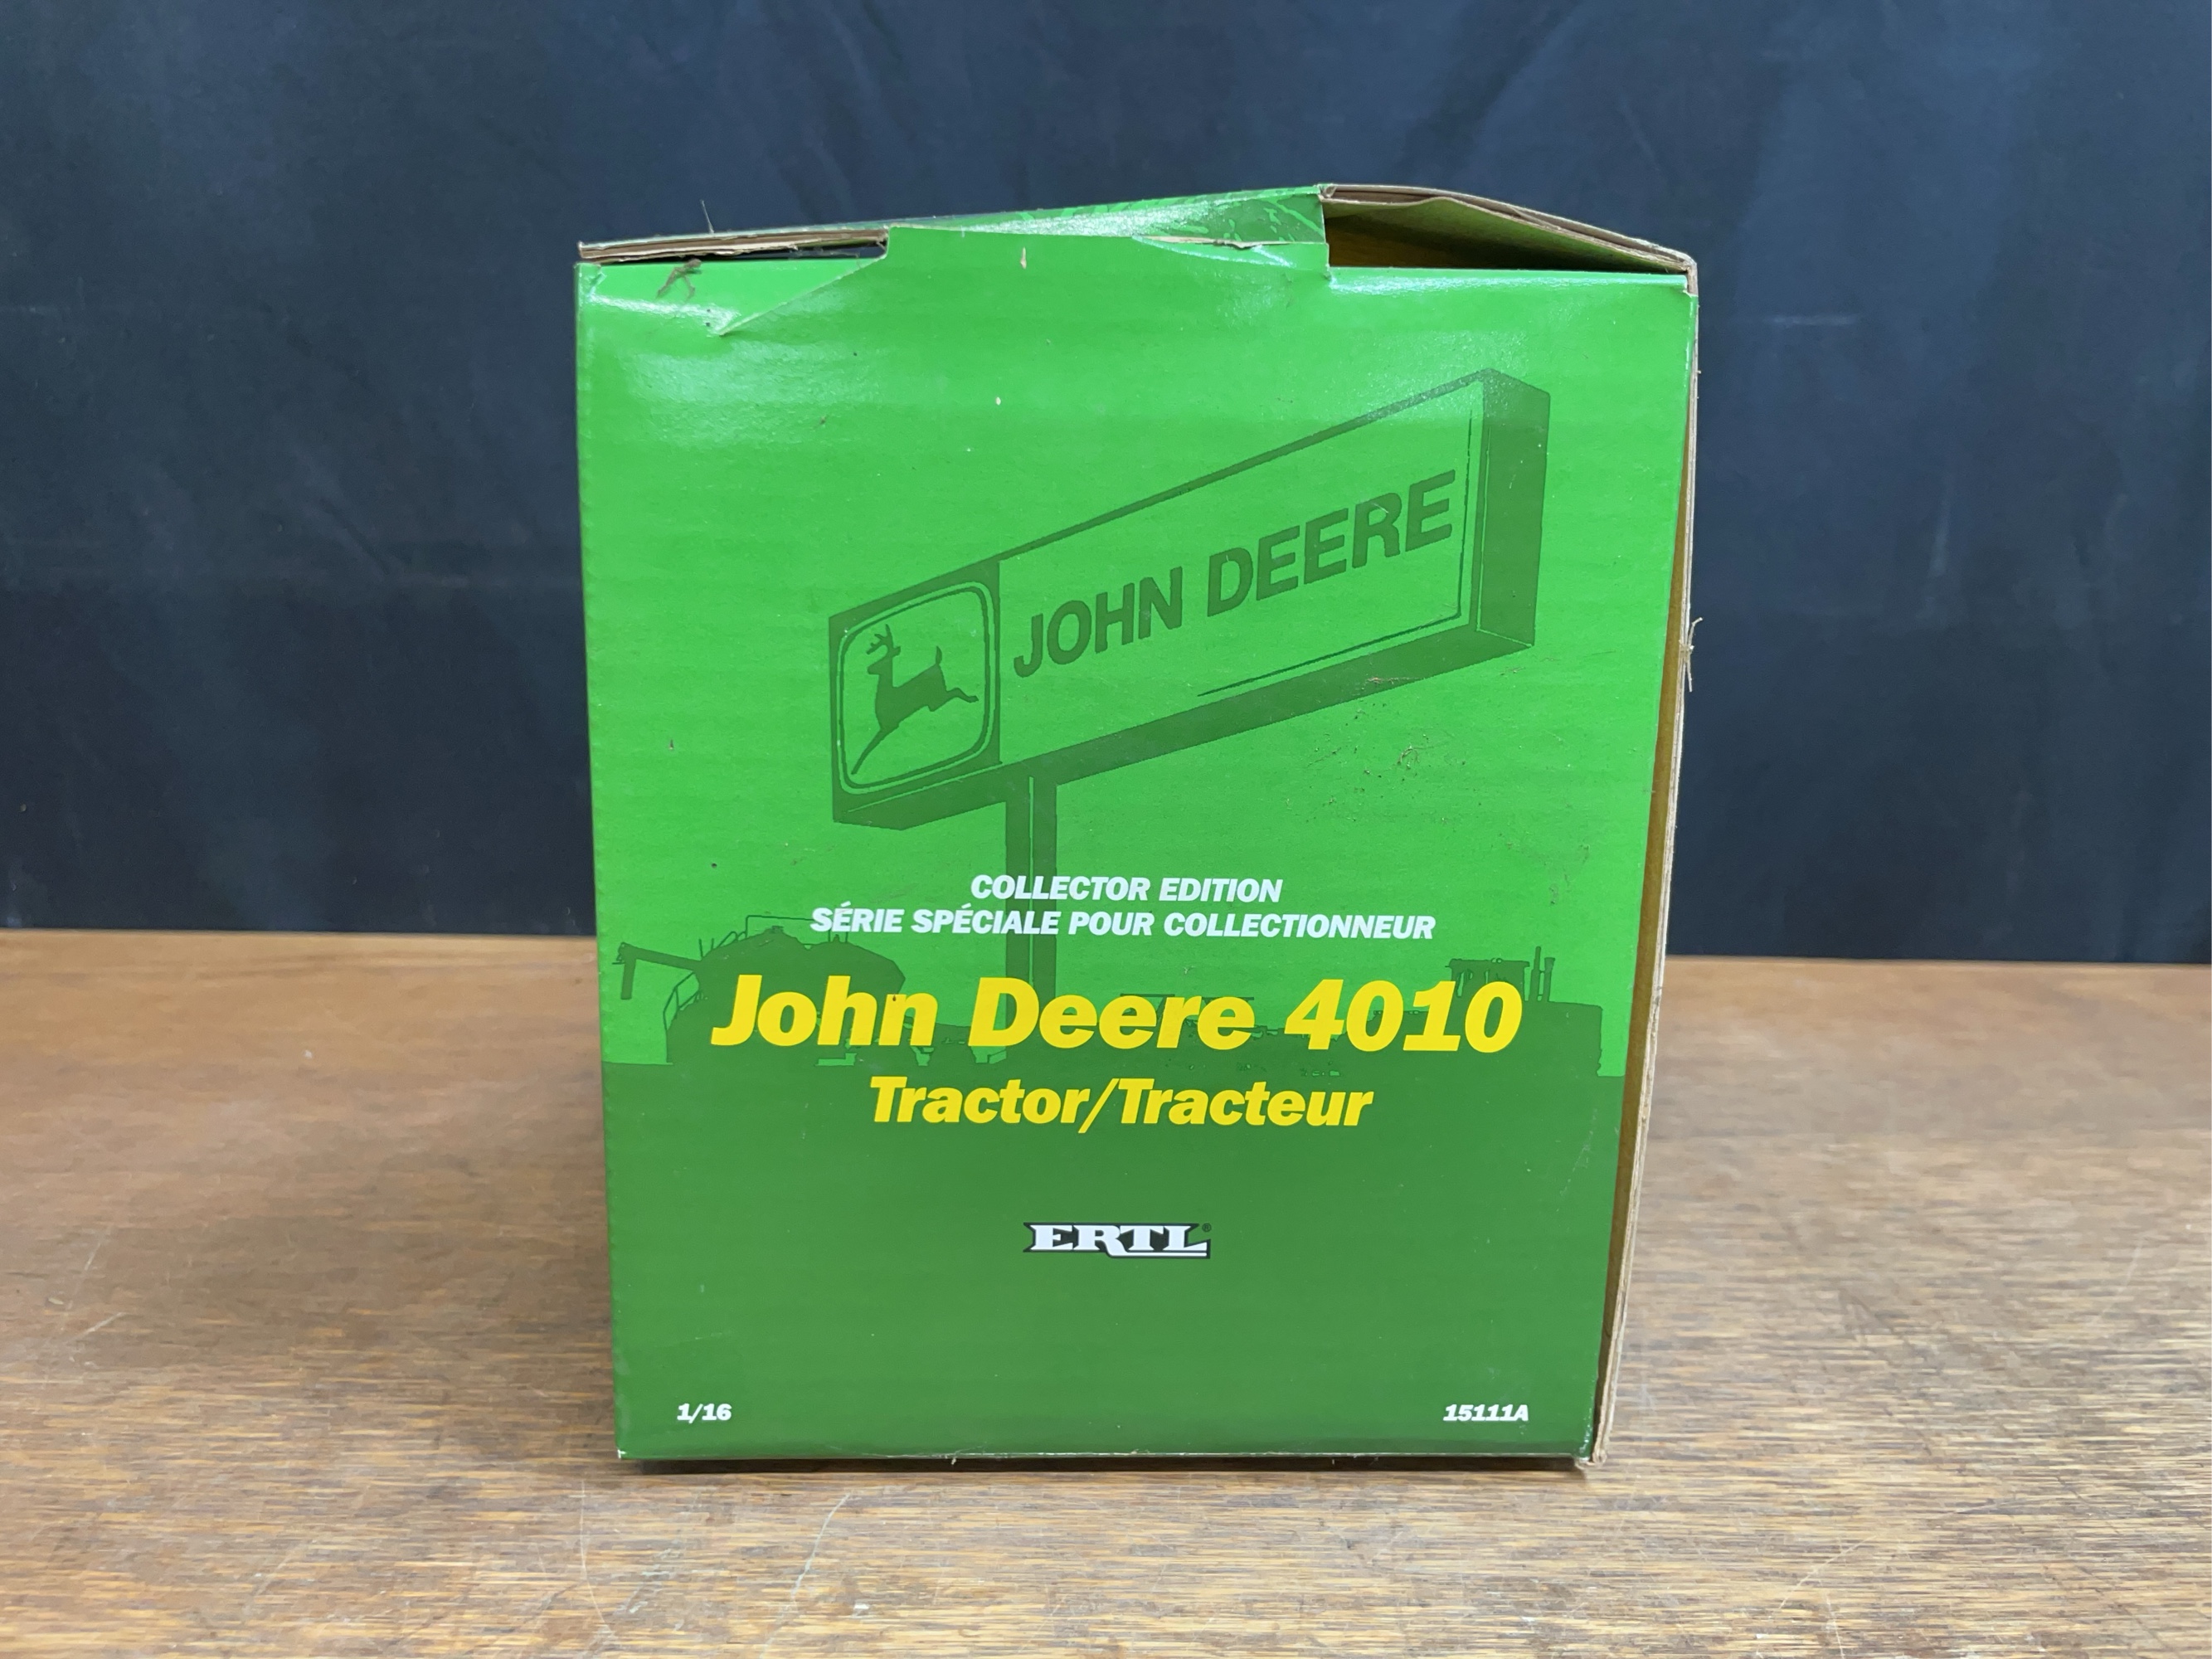 JOHN DEERE
COLLECTOR EDITION
SÉRIE SPÉCIALE POUR COLLECTIONNEUR
John Deere 4010
Tractor/Tracteur
ERTL®
1/16
15111A